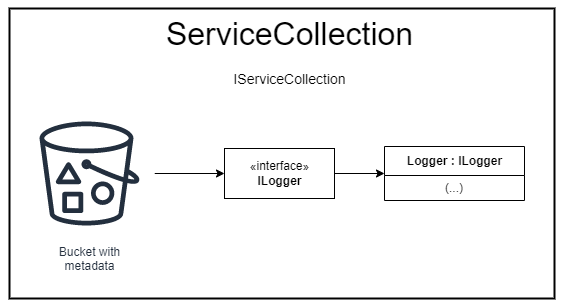 ServiceCollection
IServiceCollection
«interface»
ILogger
Logger : ILogger
(...)
Bucket with
metadata